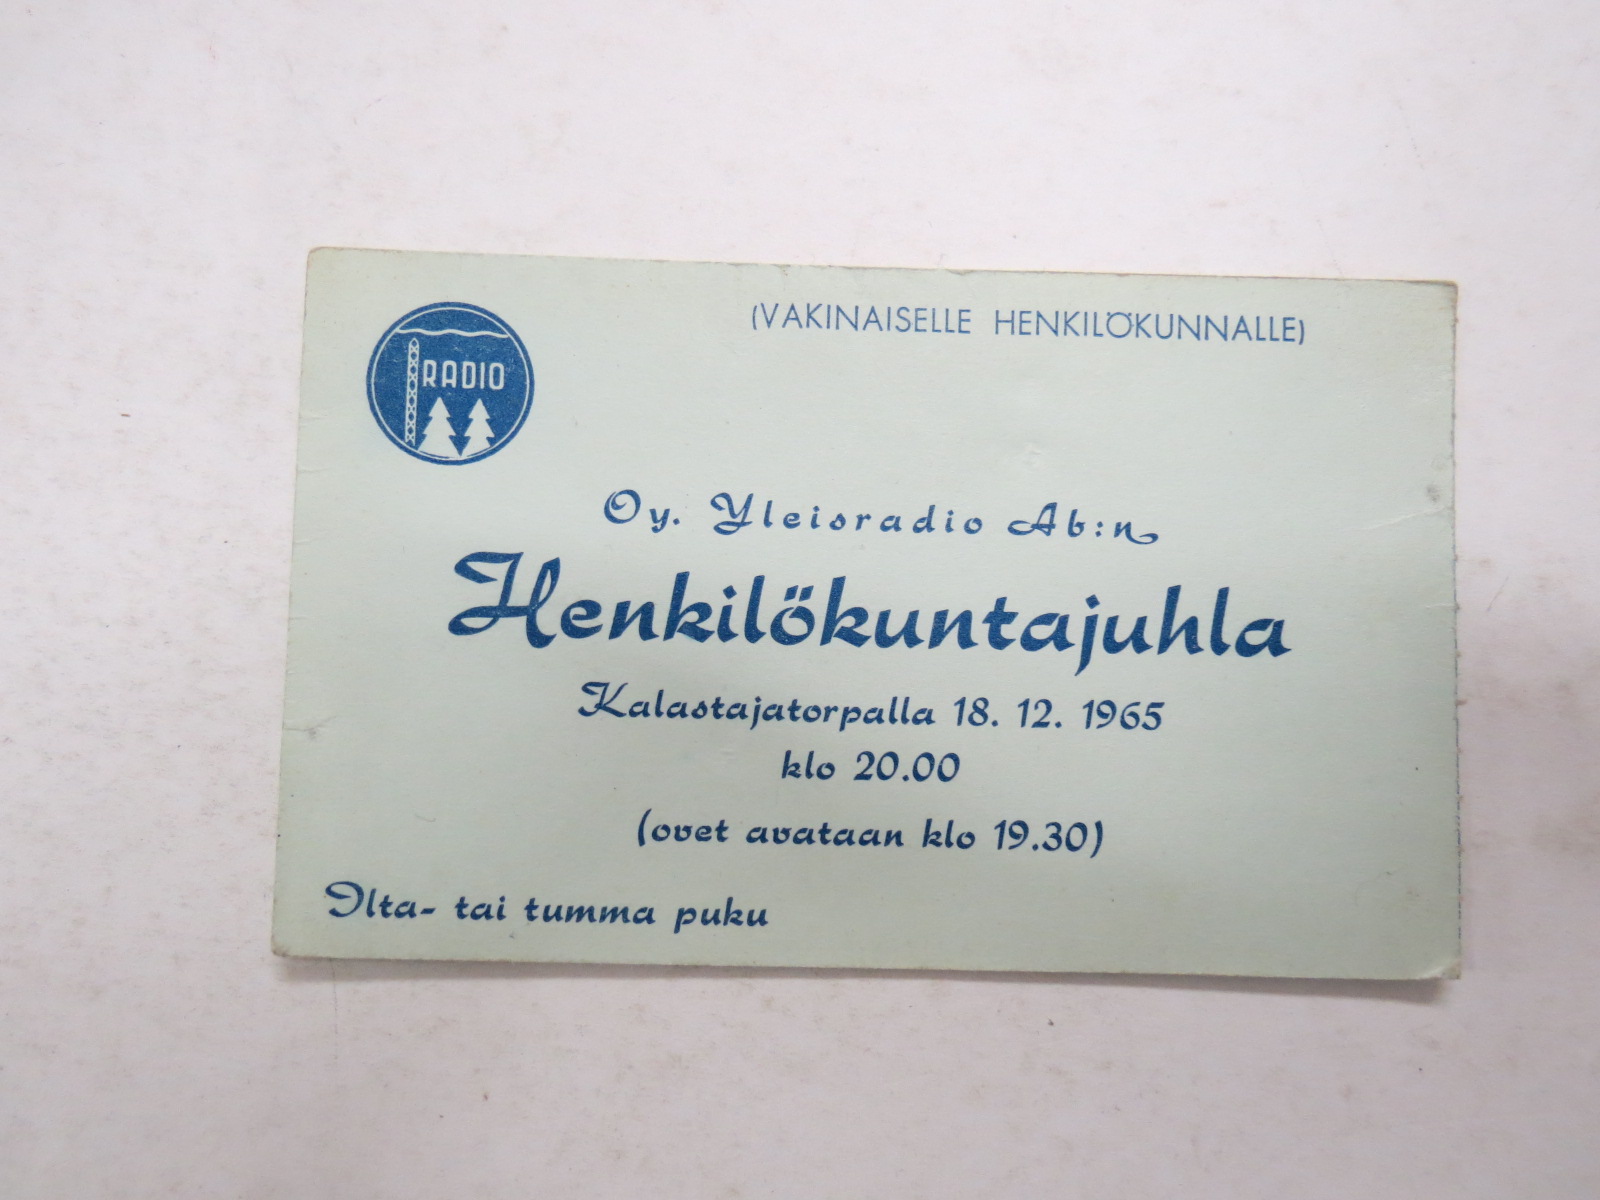 RADIO
(VAKINAISELLE HENKILÖKUNNALLE)
Oy. Yleisradio Ab:n
Henkilökuntajuhla
Kalastajatorpalla 18. 12. 1965
klo 20.00
(ovet avataan klo 19.30)
Ilta- tai tumma puku